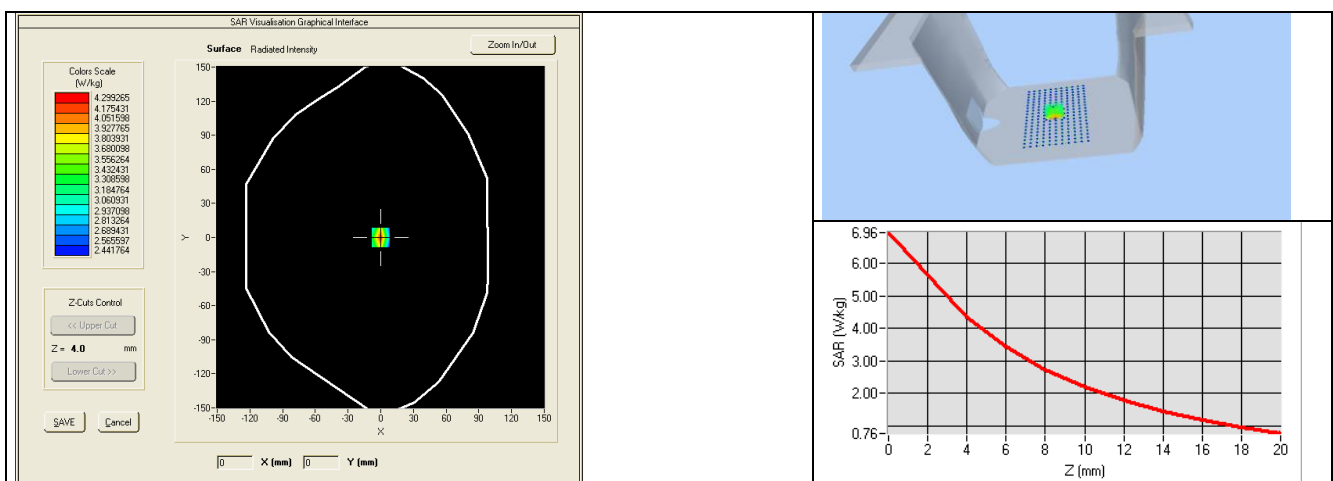 SAR Visualisation Graphical Interface
Surface Radiated Intensity
Zoom In/Out
Colors Scale
(W/kg)
4.299265
4.175431
4.051598
3.927765
3.803931
3.680098
3.556264
3.432431
3.308598
3.184764
3.060931
2.937098
2.813264
2.689431
2.565597
2.441764
Z-Cuts Control
<< Upper Cut
Z = 4.0 mm
Lower Cut >>
SAVE Cancel
150-
120-
90-
60-
30-
0-
-30-
-60-
-90-
-120-
-150-
Y
-150 -120 -90 -60 -30 0 30 60 90 120 150
X
0 X (mm) 0 Y (mm)
6.96-
6.00-
5.00-
4.00-
3.00-
2.00-
0.76-
SAR (W/kg)
0 2 4 6 8 10 12 14 16 18 20
Z (mm)